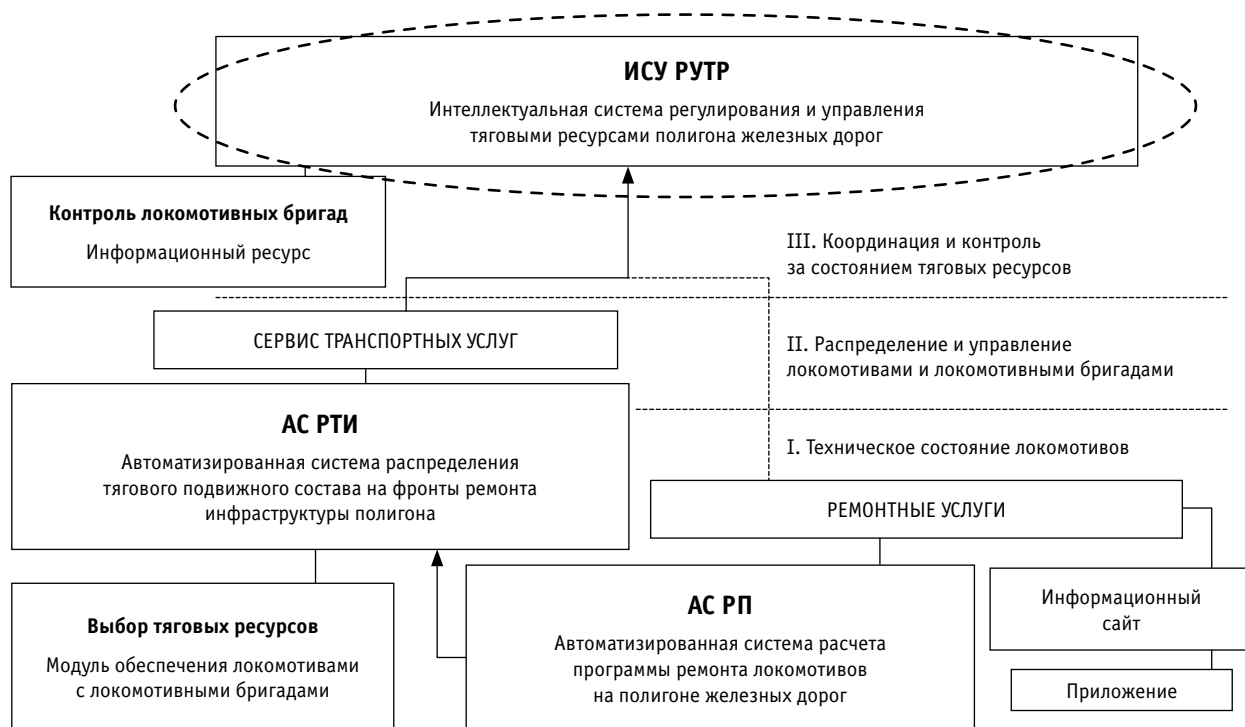 ИСУ РУТР
Интеллектуальная система регулирования и управления
тяговыми ресурсами полигона железных дорог
Контроль локомотивных бригад
Информационный ресурс
III. Координация и контроль
за состоянием тяговых ресурсов
СЕРВИС ТРАНСПОРТНЫХ УСЛУГ
II. Распределение и управление
локомотивами и локомотивными бригадами
АС РТИ
Автоматизированная система распределения
тягового подвижного состава на фронты ремонта
инфраструктуры полигона
I. Техническое состояние локомотивов
РЕМОНТНЫЕ УСЛУГИ
Выбор тяговых ресурсов
Модуль обеспечения локомотивами
с локомотивными бригадами
АС РП
Автоматизированная система расчета
программы ремонта локомотивов
на полигоне железных дорог
Информационный
сайт
Приложение